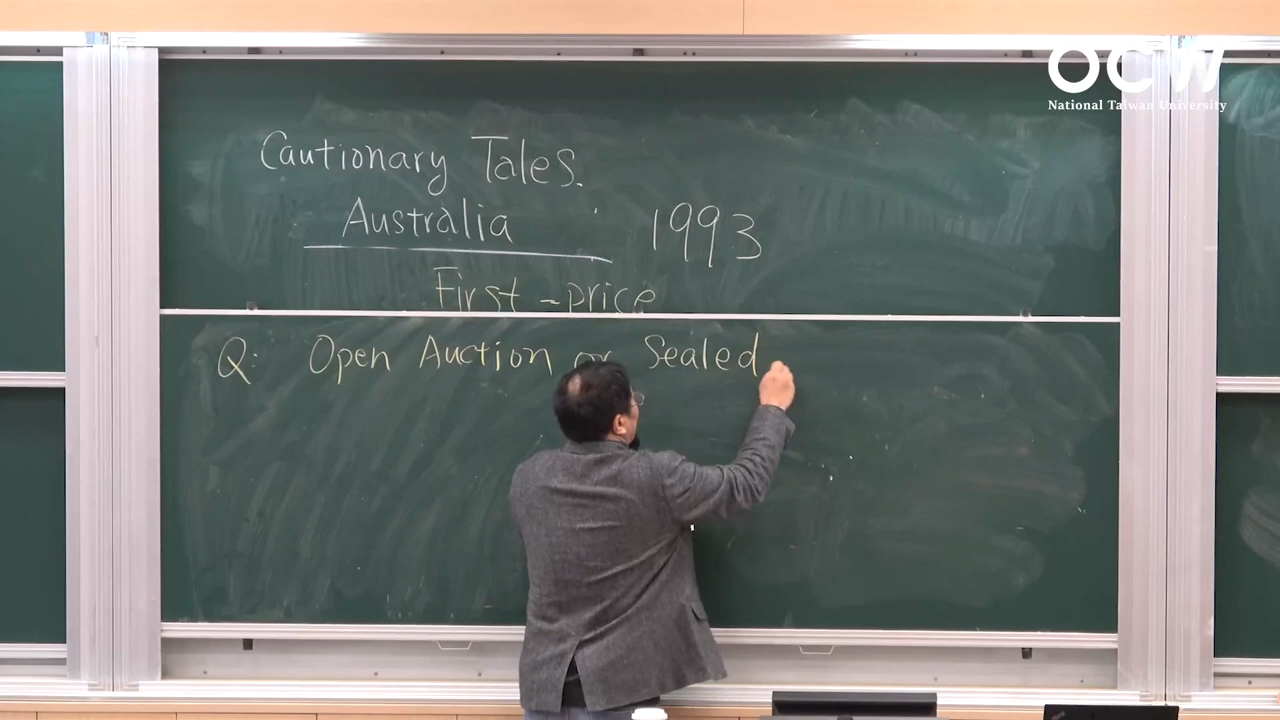 OCW
National Taiwan University
Cautionary Tales.
Australia 1993
First-price
Q: Open Auction or Sealed